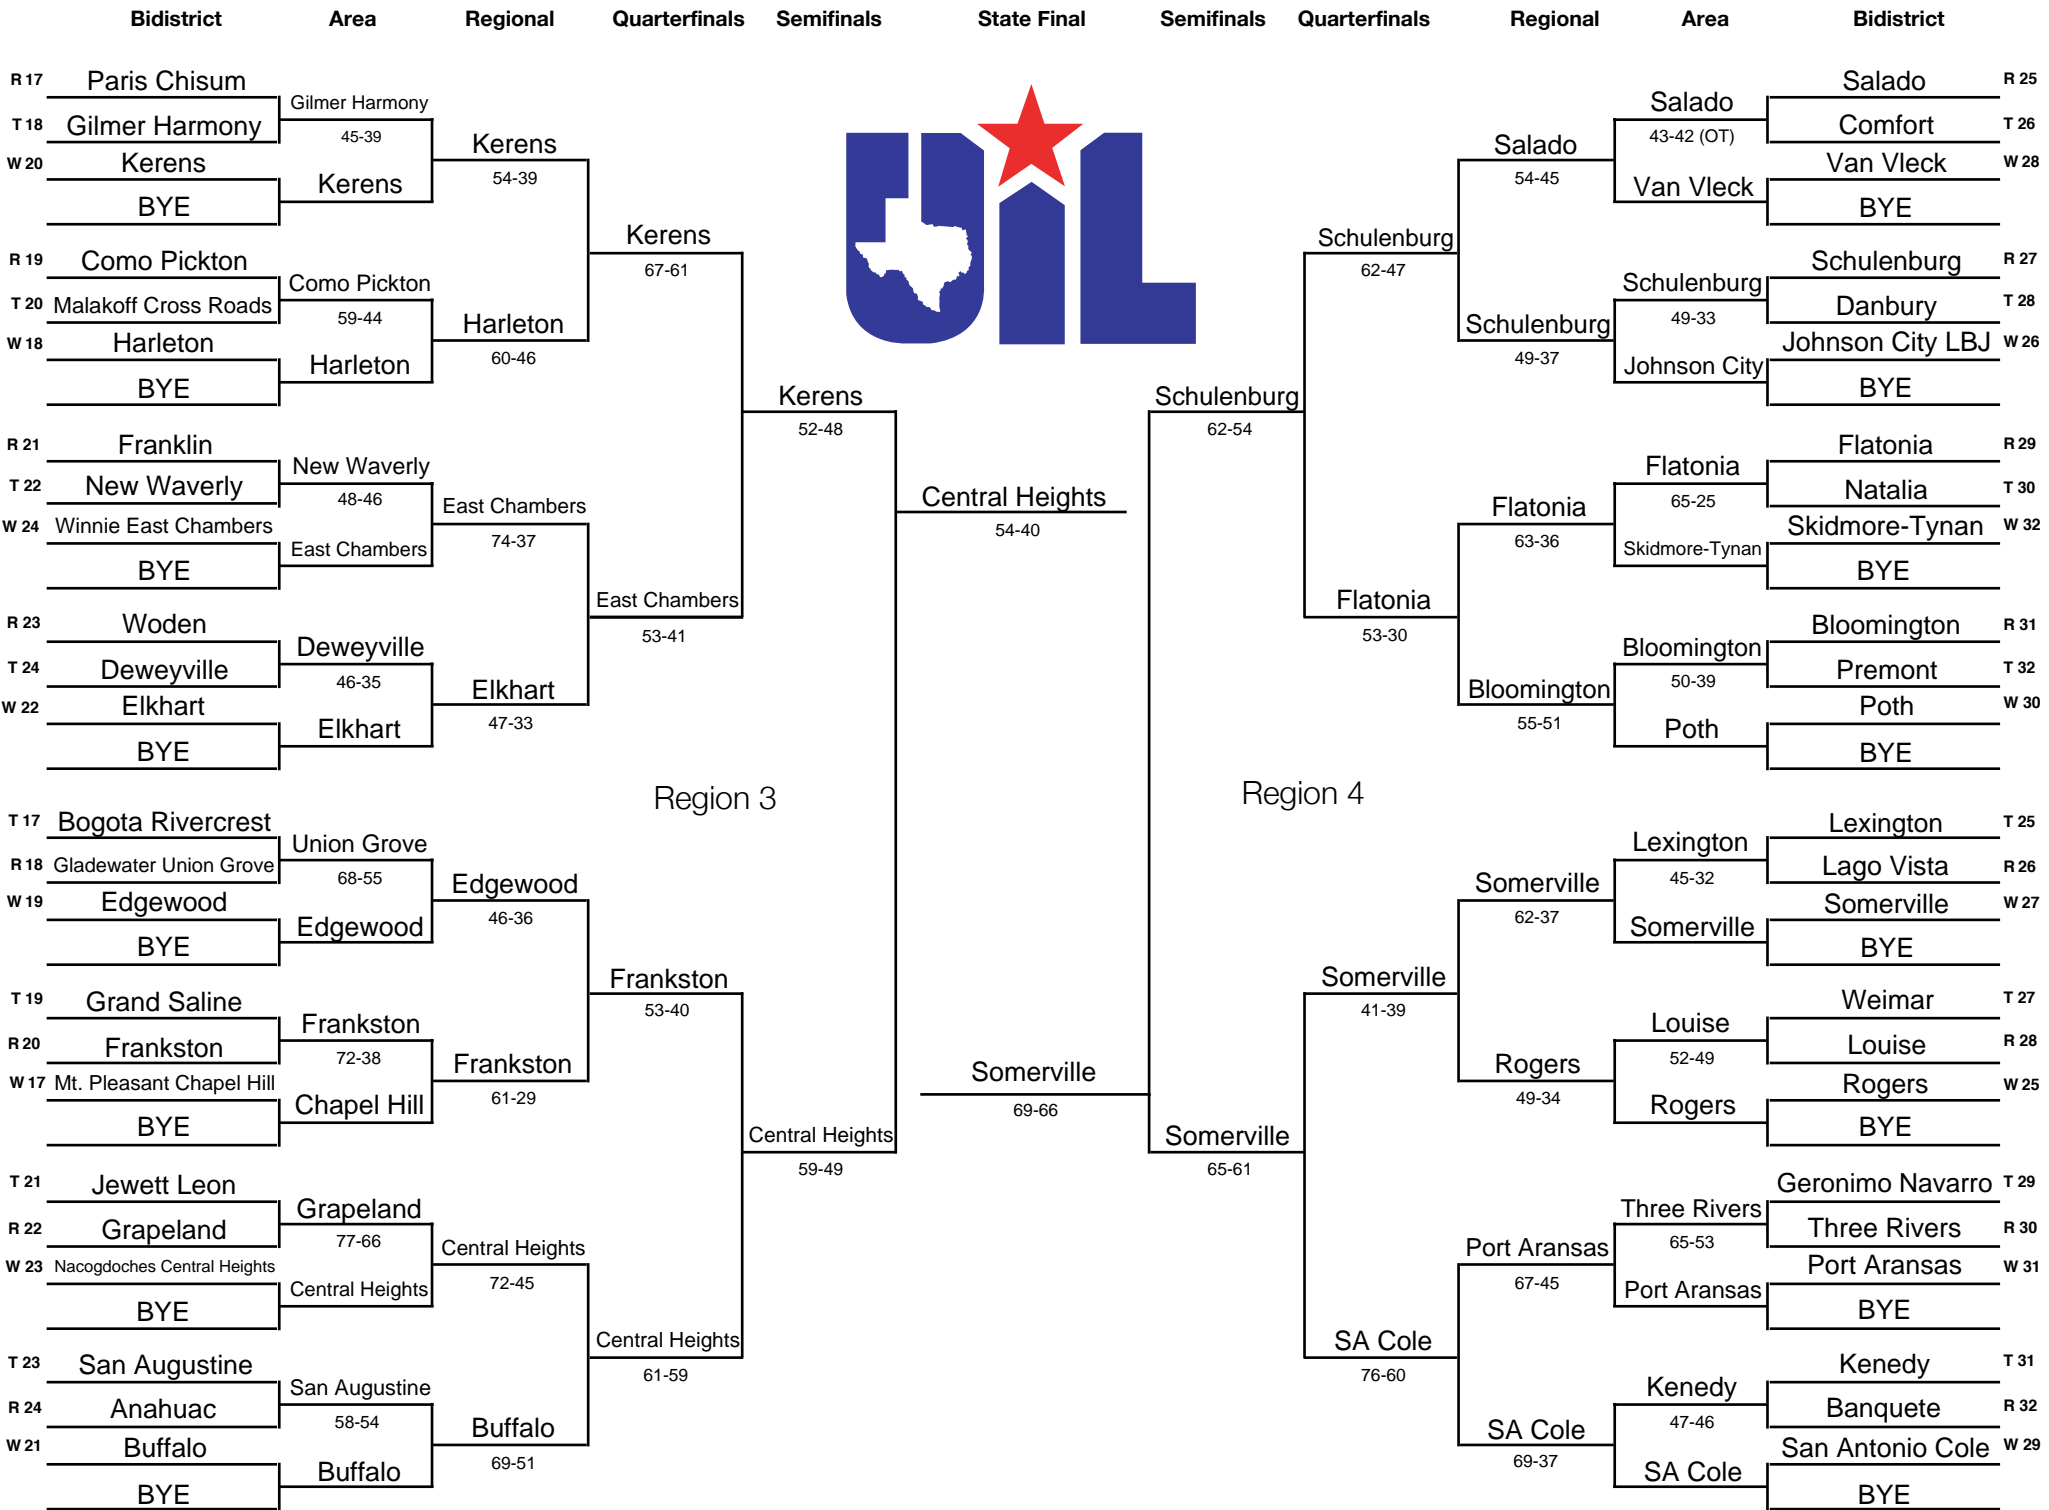 Bidistrict Area Regional Quarterfinals Semifinals State Final Semifinals Quarterfinals Regional Area Bidistrict
R 17 Paris Chisum
Gilmer Harmony
T 18 Gilmer Harmony
45-39
Kerens
W 20 Kerens
54-39
Kerens
BYE
Kerens
67-61
R 19 Como Pickton
Como Pickton
T 20 Malakoff Cross Roads
59-44
Harleton
W 18 Harleton
60-46
Harleton
BYE
Kerens
52-48
R 21 Franklin
New Waverly
T 22 New Waverly
48-46
East Chambers
W 24 Winnie East Chambers
74-37
East Chambers
BYE
East Chambers
53-41
R 23 Woden
Deweyville
T 24 Deweyville
46-35
Elkhart
W 22 Elkhart
47-33
Elkhart
BYE
Region 3
T 17 Bogota Rivercrest
Union Grove
R 18 Gladewater Union Grove
68-55
Edgewood
W 19 Edgewood
46-36
Edgewood
BYE
Frankston
53-40
T 19 Grand Saline
Frankston
R 20 Frankston
72-38
Frankston
W 17 Mt. Pleasant Chapel Hill
61-29
Chapel Hill
BYE
Central Heights
59-49
T 21 Jewett Leon
Grapeland
R 22 Grapeland
77-66
Central Heights
W 23 Nacogdoches Central Heights
72-45
Central Heights
BYE
Central Heights
61-59
T 23 San Augustine
San Augustine
R 24 Anahuac
58-54
Buffalo
W 21 Buffalo
69-51
Buffalo
BYE
UIL
Central Heights
54-40
Somerville
69-66
Salado R 25
Salado
Comfort T 26
43-42 (OT)
Salado
Van Vleck W 28
54-45
Van Vleck
BYE
Schulenburg
62-47
Schulenburg R 27
Schulenburg
Danbury T 28
49-33
Schulenburg
Johnson City LBJ W 26
49-37
Johnson City
BYE
Schulenburg
62-54
Flatonia R 29
Flatonia
Natalia T 30
65-25
Flatonia
Skidmore-Tynan W 32
63-36
Skidmore-Tynan
BYE
Flatonia
53-30
Bloomington R 31
Bloomington
Premont T 32
50-39
Bloomington
Poth W 30
55-51
Poth
BYE
Region 4
Lexington T 25
Lexington
Lago Vista R 26
45-32
Somerville
Somerville W 27
62-37
Somerville
BYE
Somerville
41-39
Weimar T 27
Louise
Louise R 28
52-49
Rogers
Rogers W 25
49-34
Rogers
BYE
Somerville
65-61
Geronimo Navarro T 29
Three Rivers
Three Rivers R 30
65-53
Port Aransas
Port Aransas W 31
67-45
Port Aransas
BYE
SA Cole
76-60
Kenedy T 31
Kenedy
Banquete R 32
47-46
SA Cole
San Antonio Cole W 29
69-37
SA Cole
BYE